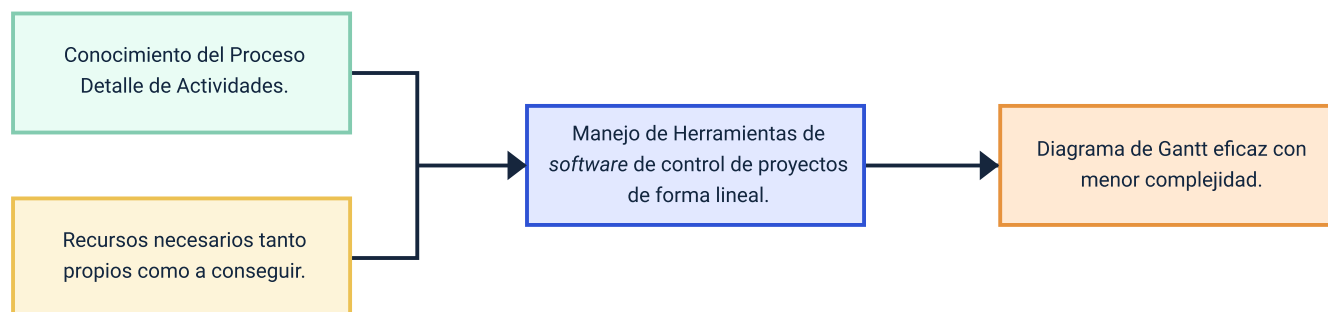 Conocimiento del Proceso
Detalle de Actividades.
Recursos necesarios tanto
propios como a conseguir.
Manejo de Herramientas de
software de control de proyectos
de forma lineal.
Diagrama de Gantt eficaz con
menor complejidad.